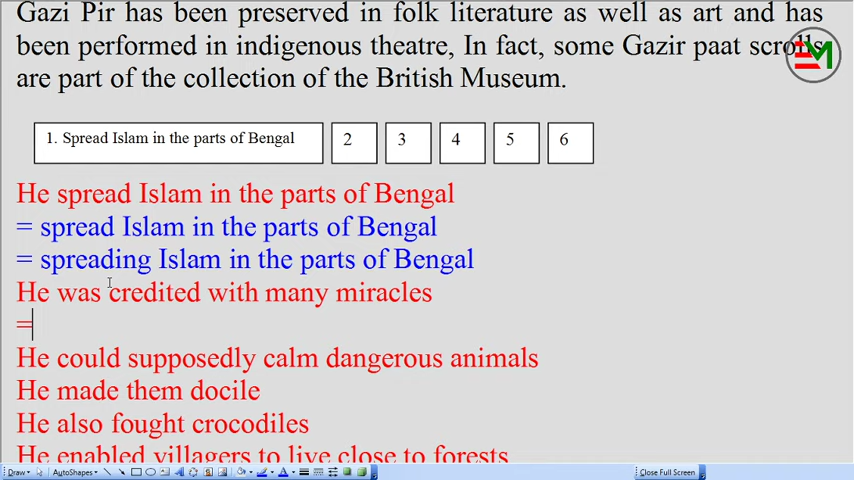 Gazi Pir has been preserved in folk literature as well as art and has
been performed in indigenous theatre, In fact, some Gazir paat scrolls
are part of the collection of the British Museum.
1. Spread Islam in the parts of Bengal 2 3 4 5 6
He spread Islam in the parts of Bengal
= spread Islam in the parts of Bengal
= spreading Islam in the parts of Bengal
He was credited with many miracles
=
He could supposedly calm dangerous animals
He made them docile
He also fought crocodiles
He enabled villagers to live close to forests
Draw AutoShapes Close Full Screen